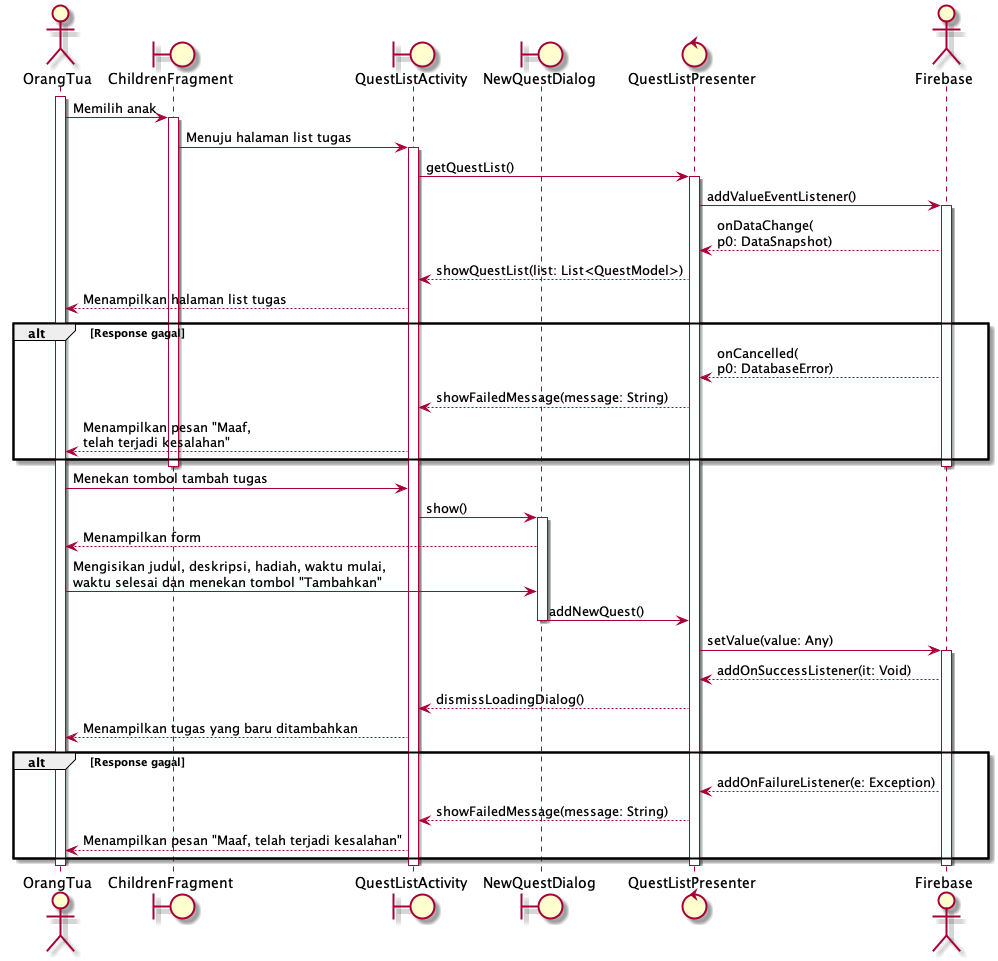 OrangTua
ChildrenFragment
QuestListActivity
NewQuestDialog
QuestListPresenter
Firebase
Memilih anak
Menuju halaman list tugas
getQuestList()
addValueEventListener()
onDataChange(
p0: DataSnapshot)
showQuestList(list: List<QuestModel>)
Menampilkan halaman list tugas
alt
[Response gagal]
onCancelled(
p0: DatabaseError)
showFailedMessage(message: String)
Menampilkan pesan "Maaf,
telah terjadi kesalahan"
Menekan tombol tambah tugas
show()
Menampilkan form
Mengisikan judul, deskripsi, hadiah, waktu mulai,
waktu selesai dan menekan tombol "Tambahkan"
addNewQuest()
setValue(value: Any)
addOnSuccessListener(it: Void)
dismissLoadingDialog()
Menampilkan tugas yang baru ditambahkan
alt
[Response gagal]
addOnFailureListener(e: Exception)
showFailedMessage(message: String)
Menampilkan pesan "Maaf, telah terjadi kesalahan"
OrangTua
ChildrenFragment
QuestListActivity
NewQuestDialog
QuestListPresenter
Firebase